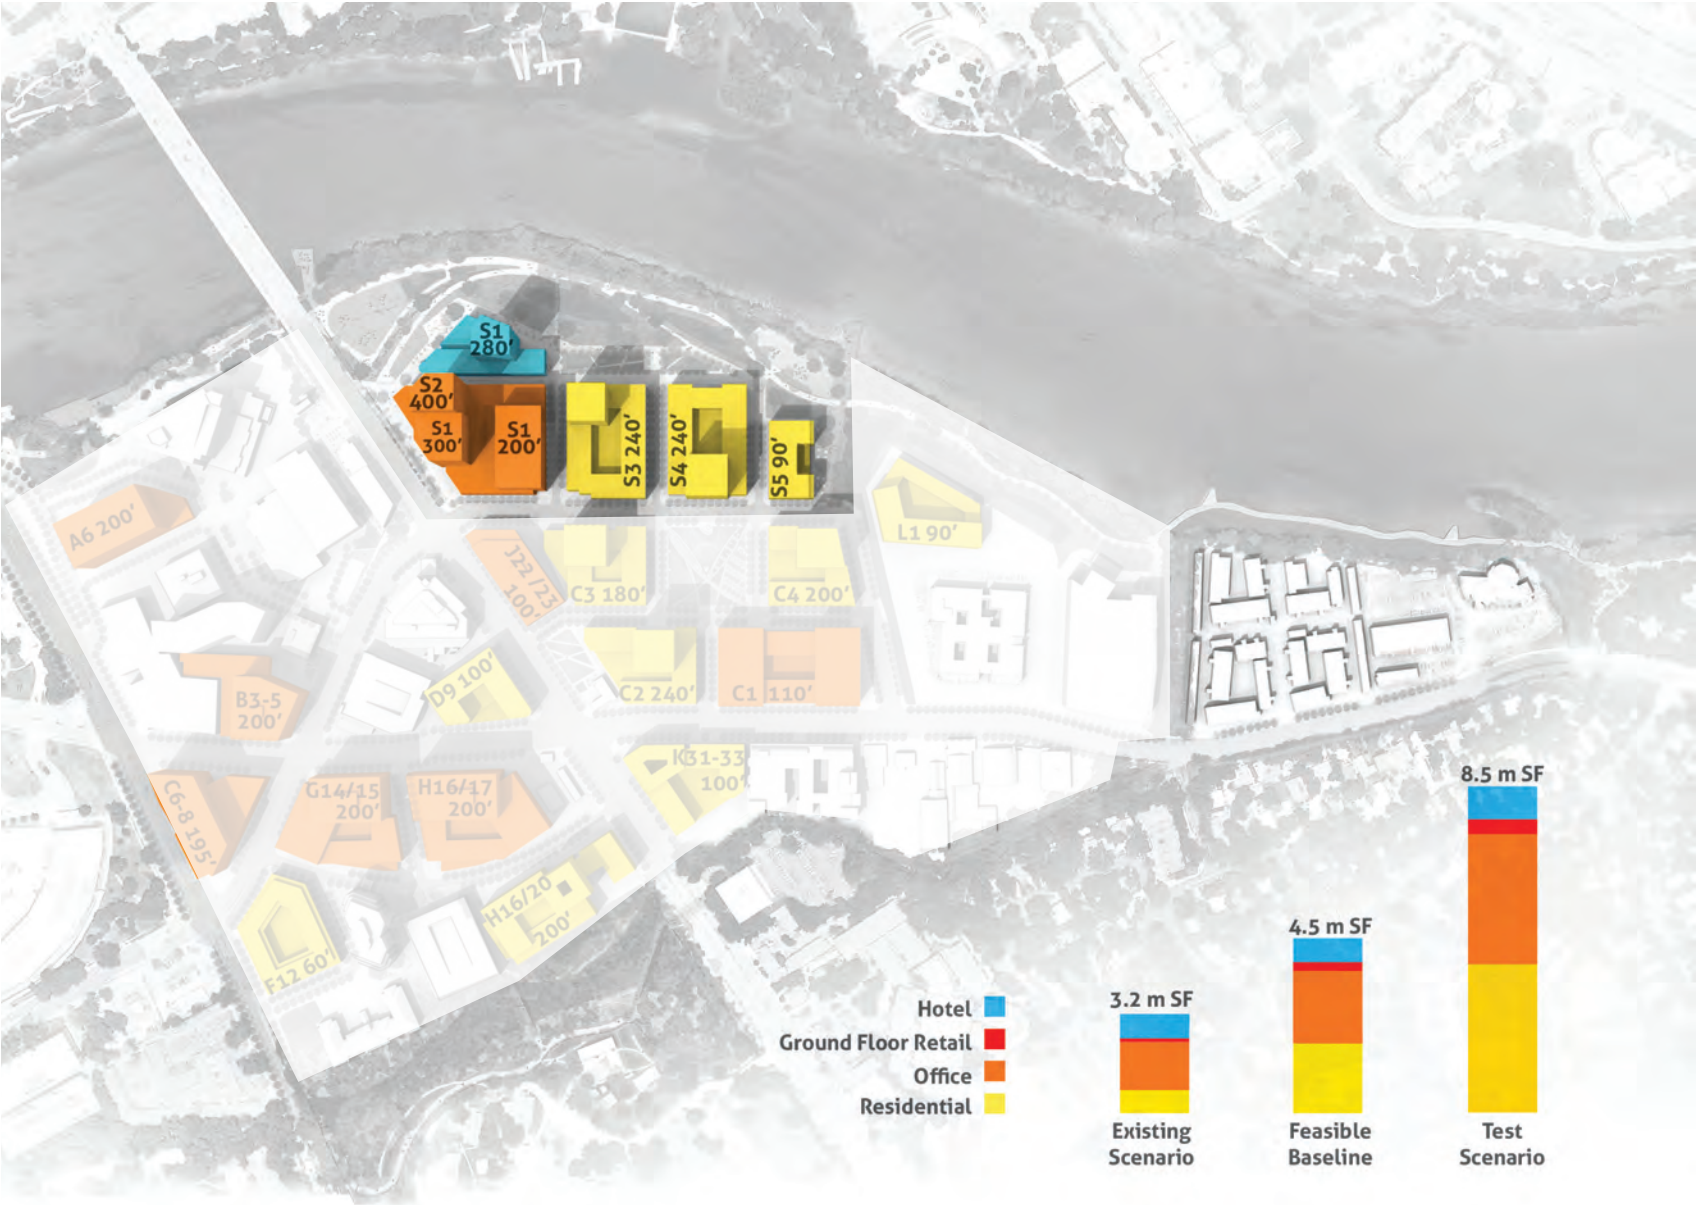 S1
280'
S2
400'
S1
300'
S1
200'
S3 240'
S4 240'
S5 90'
A6 200'
J22 /23
100'
C3 180'
C4 200'
L1 90'
B3-5
200'
D9 100'
C2 240'
C1 110'
C6-8 195'
G14/15
200'
H16/17
200'
K31-33
100'
F12 60'
H16/20
200'
Hotel
Ground Floor Retail
Office
Residential
3.2 m SF
Existing
Scenario
4.5 m SF
Feasible
Baseline
8.5 m SF
Test
Scenario